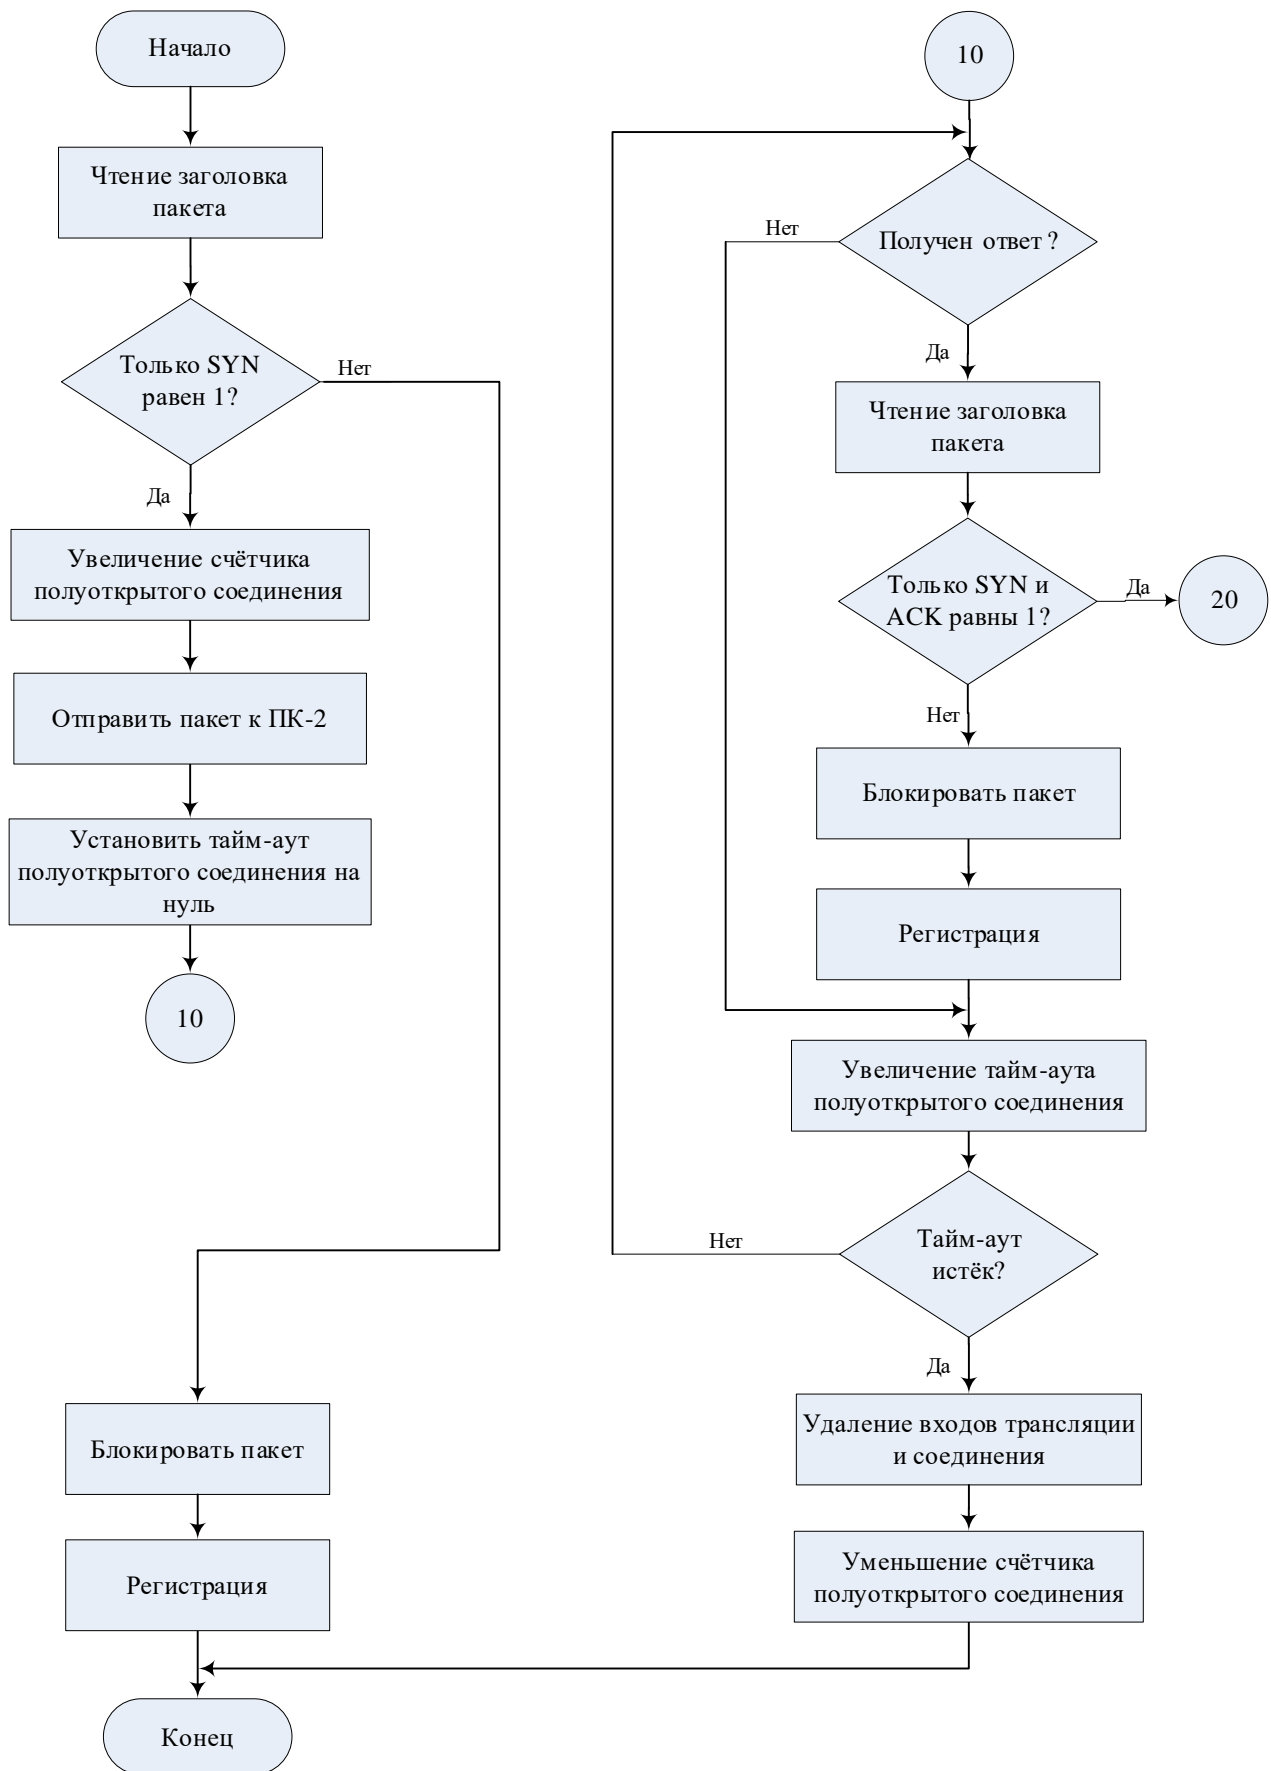 Начало
Чтение заголовка
пакета
Только SYN
равен 1?
Нет
Да
Увеличение счётчика
полуоткрытого соединения
Отправить пакет к ПК-2
Установить тайм-аут
полуоткрытого соединения на
нуль
10
Блокировать пакет
Регистрация
Конец
10
Получен ответ ?
Нет
Да
Чтение заголовка
пакета
Только SYN и
ACK равны 1?
Да
20
Нет
Блокировать пакет
Регистрация
Увеличение тайм-аута
полуоткрытого соединения
Тайм-аут
истёк?
Нет
Да
Удаление входов трансляции
и соединения
Уменьшение счётчика
полуоткрытого соединения